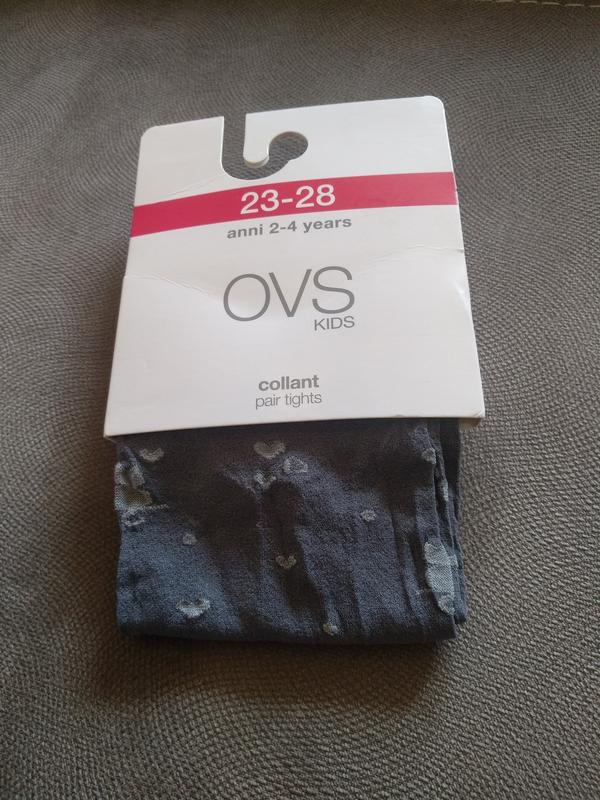 23-28
anni 2-4 years
OVS
KIDS
collant
pair tights